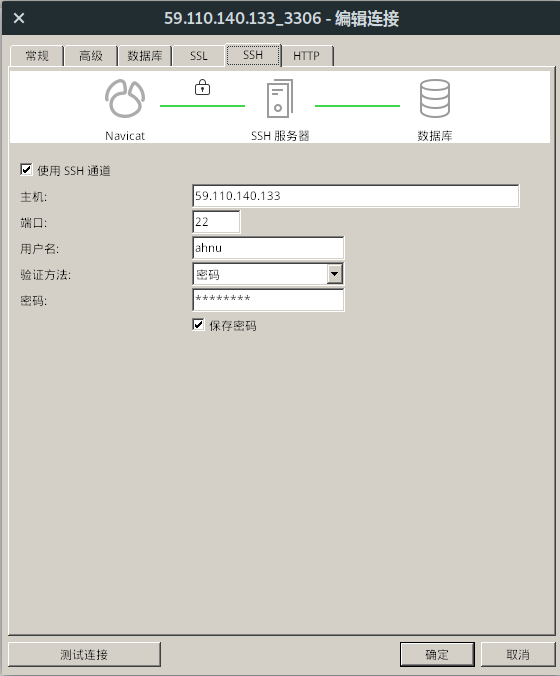 59.110.140.133_3306 - 编辑连接
常规 高级 数据库 SSL SSH HTTP
Navicat SSH 服务器 数据库
使用 SSH 通道
主机: 59.110.140.133
端口: 22
用户名: ahnu
验证方法: 密码
密码: ********
保存密码
测试连接 确定 取消